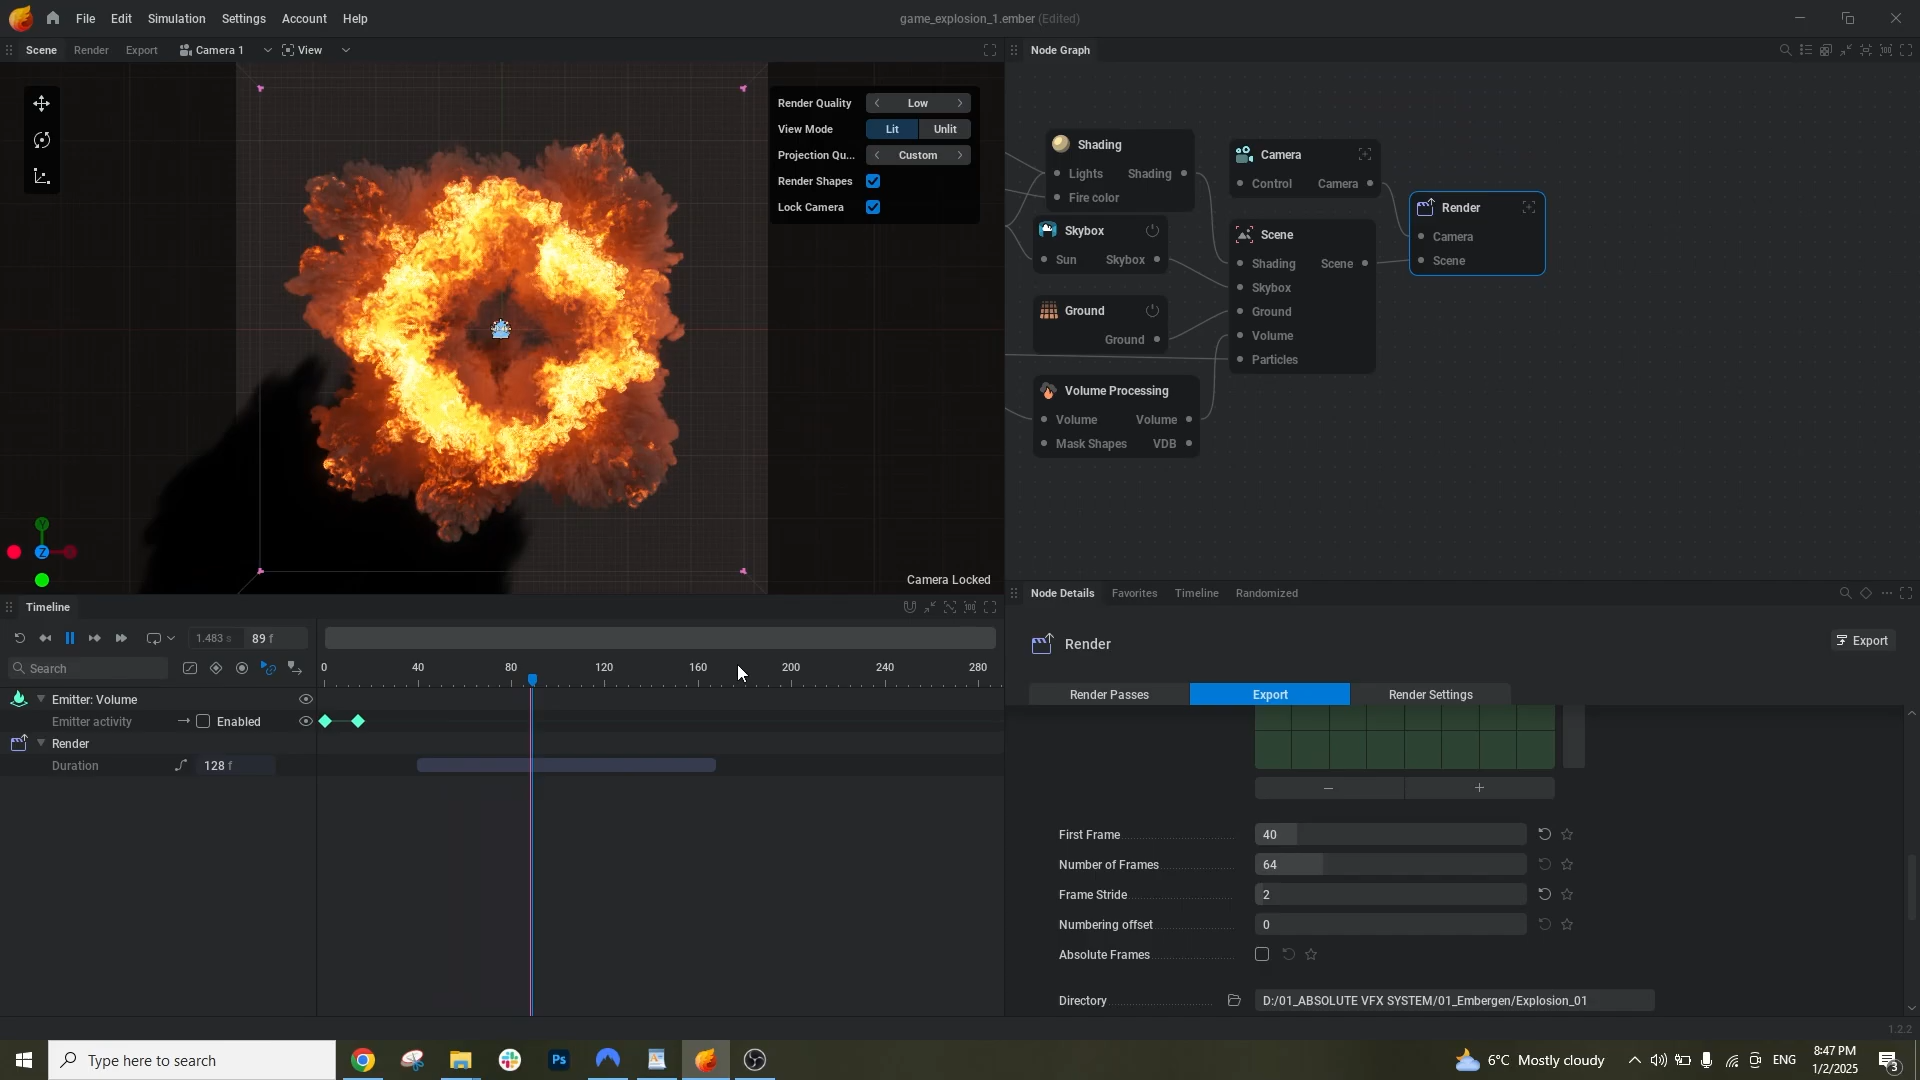 File Edit Simulation Settings Account Help
game_explosion_1.ember (Edited)
Scene Render Export Camera 1 View
Render Quality Low
View Mode Lit Unlit
Projection Qu... Custom
Render Shapes
Lock Camera
Camera Locked
Y
Z
Node Graph
Shading
Lights Shading
Fire color
Skybox
Sun Skybox
Ground
Ground
Volume Processing
Volume Volume
Mask Shapes VDB
Camera
Control Camera
Scene
Shading Scene
Skybox
Ground
Volume
Particles
Render
Camera
Scene
Timeline
1.483 s 89 f
Search
0 40 80 120 160 200 240 280
Emitter: Volume
Emitter activity Enabled
Render
Duration 128 f
Node Details Favorites Timeline Randomized
Render Export
Render Passes Export Render Settings
− +
First Frame 40
Number of Frames 64
Frame Stride 2
Numbering offset 0
Absolute Frames
Directory D:/01_ABSOLUTE VFX SYSTEM/01_Embergen/Explosion_01
1.2.2
Type here to search
Ps
6°C Mostly cloudy
ENG
8:47 PM
1/2/2025
3